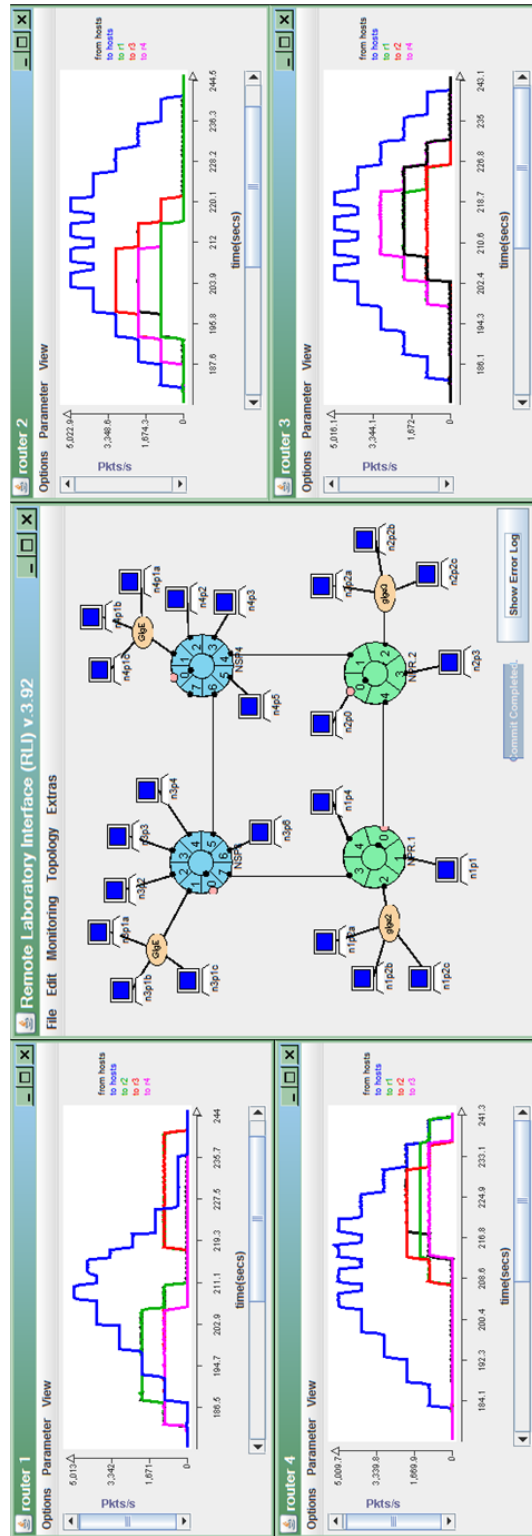 router 1
Options Parameter View
5,013
3,342
1,671
0
Pkts/s
186.5
194.7
202.9
211.1
219.3
227.5
235.7
244
time(secs)
from hosts
to hosts
to r2
to r3
to r4
router 4
Options Parameter View
5,009.7
3,339.8
1,669.9
0
Pkts/s
184.1
192.3
200.4
208.6
216.8
224.9
233.1
241.3
time(secs)
from hosts
to hosts
to r1
to r2
to r3
Remote Laboratory Interface (RLI) v.3.92
File Edit Monitoring Topology Extras
n3p1b
n3p1a
n3p1c
GigE
n3p2
n3p3
n3p4
n3p6
n4p1c
n4p1b
n4p1a
GigE
n4p2
n4p3
n4p5
NSP4
n1p2a
n1p2b
n1p2c
gige2
n1p4
n1p1
NPR.1
n2p0
n2p2a
n2p2b
n2p2c
gige3
n2p3
NPR.2
Commit Completed.
Show Error Log
router 2
Options Parameter View
5,022.9
3,348.6
1,674.3
0
Pkts/s
187.6
195.8
203.9
212
220.1
228.2
236.3
244.5
time(secs)
from hosts
to hosts
to r1
to r3
to r4
router 3
Options Parameter View
5,016.1
3,344.1
1,672
0
Pkts/s
186.1
194.3
202.4
210.6
218.7
226.8
235
243.1
time(secs)
from hosts
to hosts
to r1
to r2
to r4